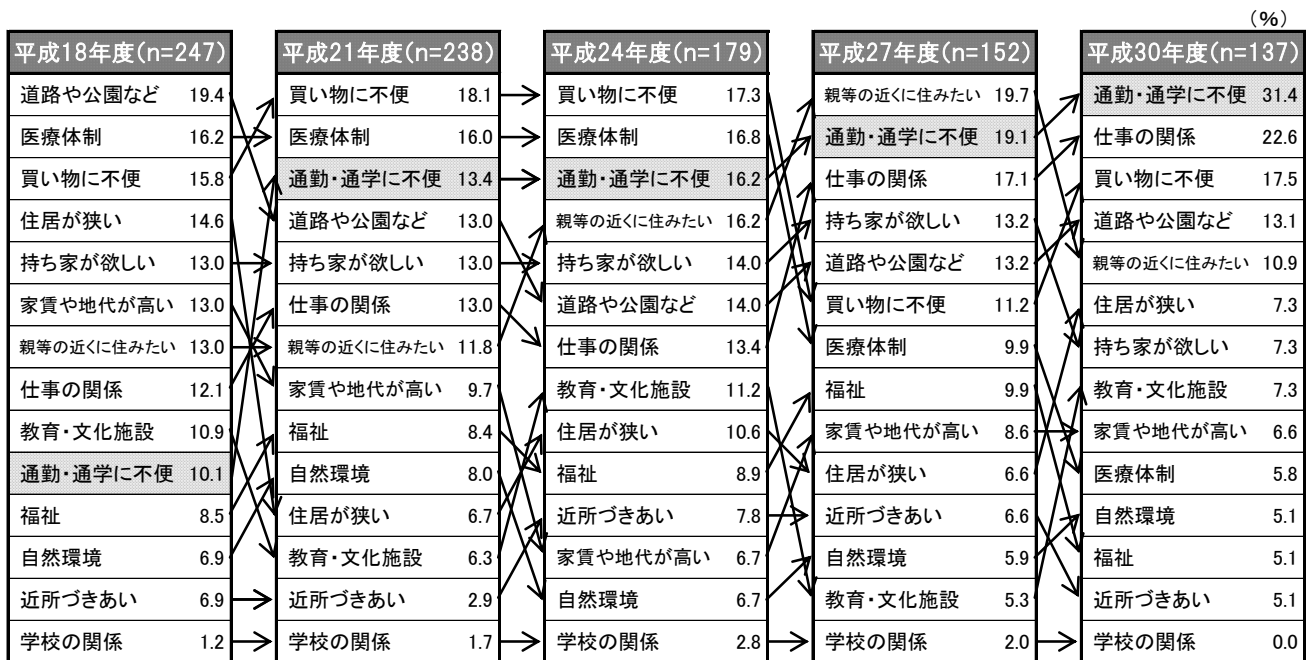 （％）
平成18年度(n=247) 平成21年度(n=238) 平成24年度(n=179) 平成27年度(n=152) 平成30年度(n=137)
道路や公園など 19.4 買い物に不便 18.1 買い物に不便 17.3 親等の近くに住みたい 19.7 通勤・通学に不便 31.4
医療体制 16.2 医療体制 16.0 医療体制 16.8 通勤・通学に不便 19.1 仕事の関係 22.6
買い物に不便 15.8 通勤・通学に不便 13.4 通勤・通学に不便 16.2 仕事の関係 17.1 買い物に不便 17.5
住居が狭い 14.6 道路や公園など 13.0 親等の近くに住みたい 16.2 持ち家が欲しい 13.2 道路や公園など 13.1
持ち家が欲しい 13.0 持ち家が欲しい 13.0 持ち家が欲しい 14.0 道路や公園など 13.2 親等の近くに住みたい 10.9
家賃や地代が高い 13.0 仕事の関係 13.0 道路や公園など 14.0 買い物に不便 11.2 住居が狭い 7.3
親等の近くに住みたい 13.0 親等の近くに住みたい 11.8 仕事の関係 13.4 医療体制 9.9 持ち家が欲しい 7.3
仕事の関係 12.1 家賃や地代が高い 9.7 教育・文化施設 11.2 福祉 9.9 教育・文化施設 7.3
教育・文化施設 10.9 福祉 8.4 住居が狭い 10.6 家賃や地代が高い 8.6 家賃や地代が高い 6.6
通勤・通学に不便 10.1 自然環境 8.0 福祉 8.9 住居が狭い 6.6 医療体制 5.8
福祉 8.5 住居が狭い 6.7 近所づきあい 7.8 近所づきあい 6.6 自然環境 5.1
自然環境 6.9 教育・文化施設 6.3 家賃や地代が高い 6.7 自然環境 5.9 福祉 5.1
近所づきあい 6.9 近所づきあい 2.9 自然環境 6.7 教育・文化施設 5.3 近所づきあい 5.1
学校の関係 1.2 学校の関係 1.7 学校の関係 2.8 学校の関係 2.0 学校の関係 0.0